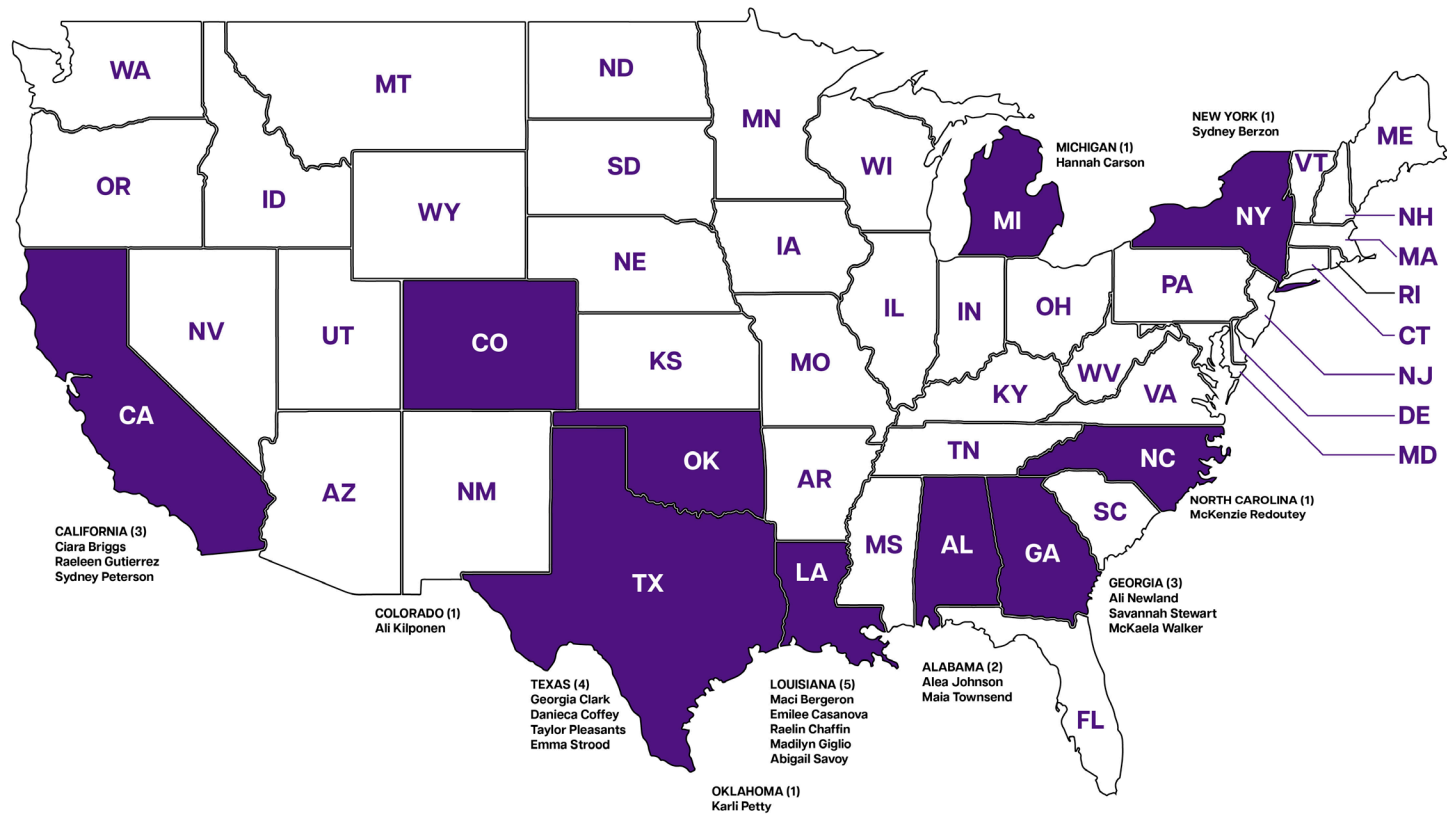 WA
MT
ND
MN
OR
ID
WY
SD
WI
MICHIGAN (1)
Hannah Carson
MI
NEW YORK (1)
Sydney Berzon
NY
VT
ME
NH
MA
RI
CT
NJ
DE
MD
NV
UT
CO
NE
KS
IA
MO
IL
IN
OH
PA
KY
WV
VA
CA
AZ
NM
OK
AR
TN
NC
SC
MS
AL
GA
LA
TX
FL
CALIFORNIA (3)
Ciara Briggs
Raeleen Gutierrez
Sydney Peterson
COLORADO (1)
Ali Kilponen
TEXAS (4)
Georgia Clark
Danieca Coffey
Taylor Pleasants
Emma Strood
OKLAHOMA (1)
Karli Petty
LOUISIANA (5)
Maci Bergeron
Emilee Casanova
Raelin Chaffin
Madilyn Giglio
Abigail Savoy
ALABAMA (2)
Alea Johnson
Maia Townsend
GEORGIA (3)
Ali Newland
Savannah Stewart
McKaela Walker
NORTH CAROLINA (1)
McKenzie Redoutey